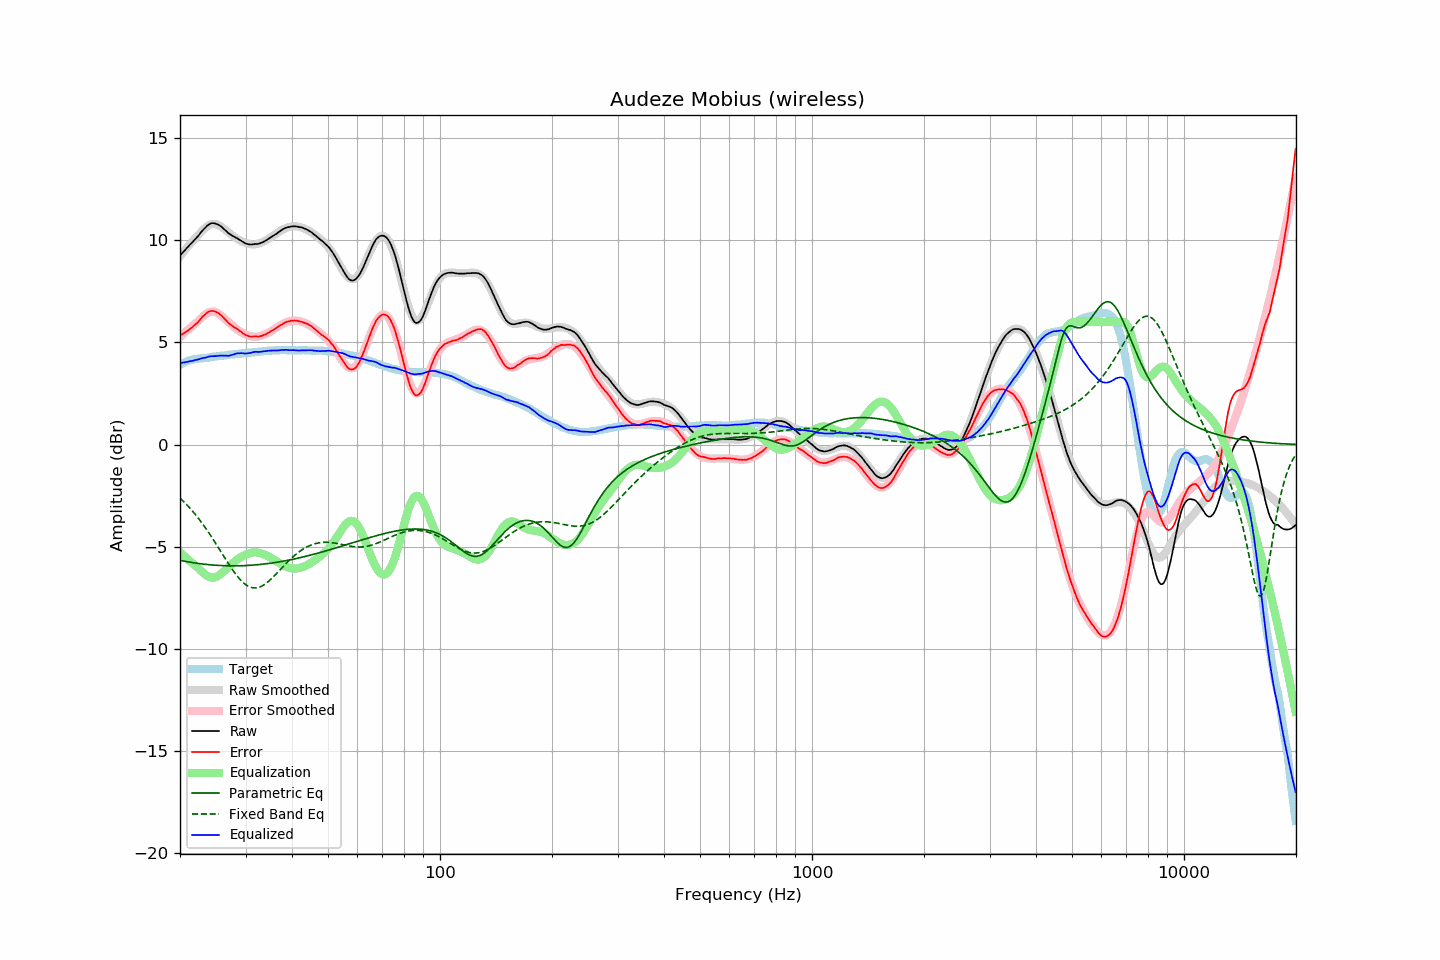 Audeze Mobius (wireless)
Amplitude (dBr)
15
10
5
0
−5
−10
−15
−20
Target
Raw Smoothed
Error Smoothed
Raw
Error
Equalization
Parametric Eq
Fixed Band Eq
Equalized
100
1000
10000
Frequency (Hz)